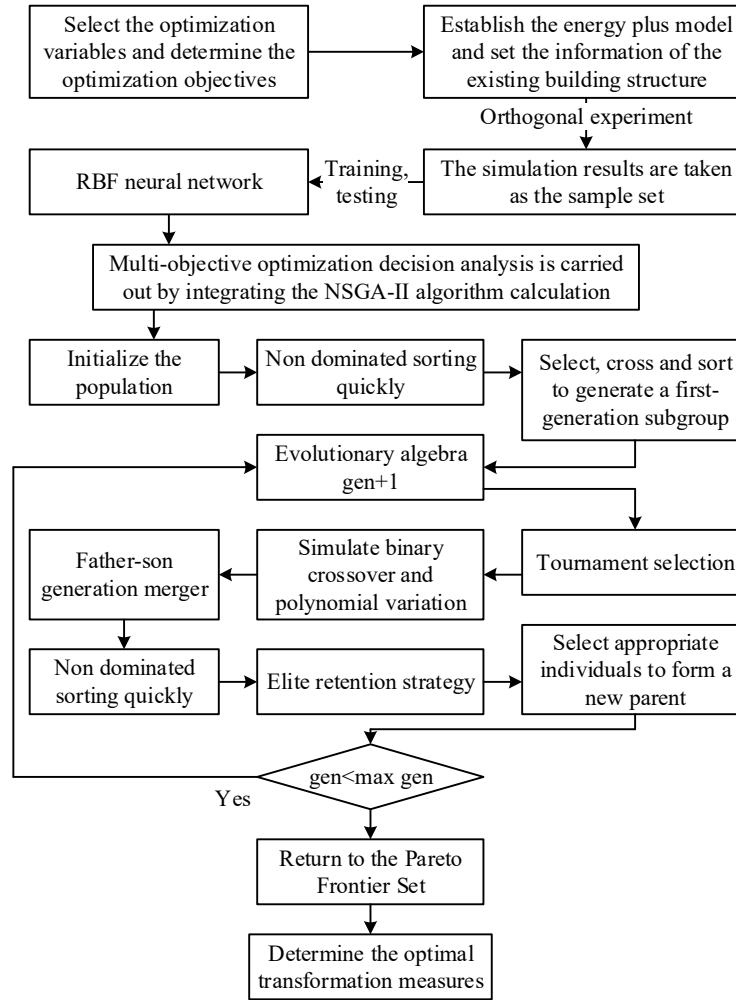 Select the optimization
variables and determine the
optimization objectives
Establish the energy plus model
and set the information of the
existing building structure
Orthogonal experiment
The simulation results are taken
as the sample set
Training,
testing
RBF neural network
Multi-objective optimization decision analysis is carried
out by integrating the NSGA-II algorithm calculation
Initialize the
population
Non dominated sorting
quickly
Select, cross and sort
to generate a first-
generation subgroup
Evolutionary algebra
gen+1
Tournament selection
Simulate binary
crossover and
polynomial variation
Father-son
generation merger
Non dominated
sorting quickly
Elite retention strategy
Select appropriate
individuals to form a
new parent
gen<max gen
Yes
Return to the Pareto
Frontier Set
Determine the optimal
transformation measures